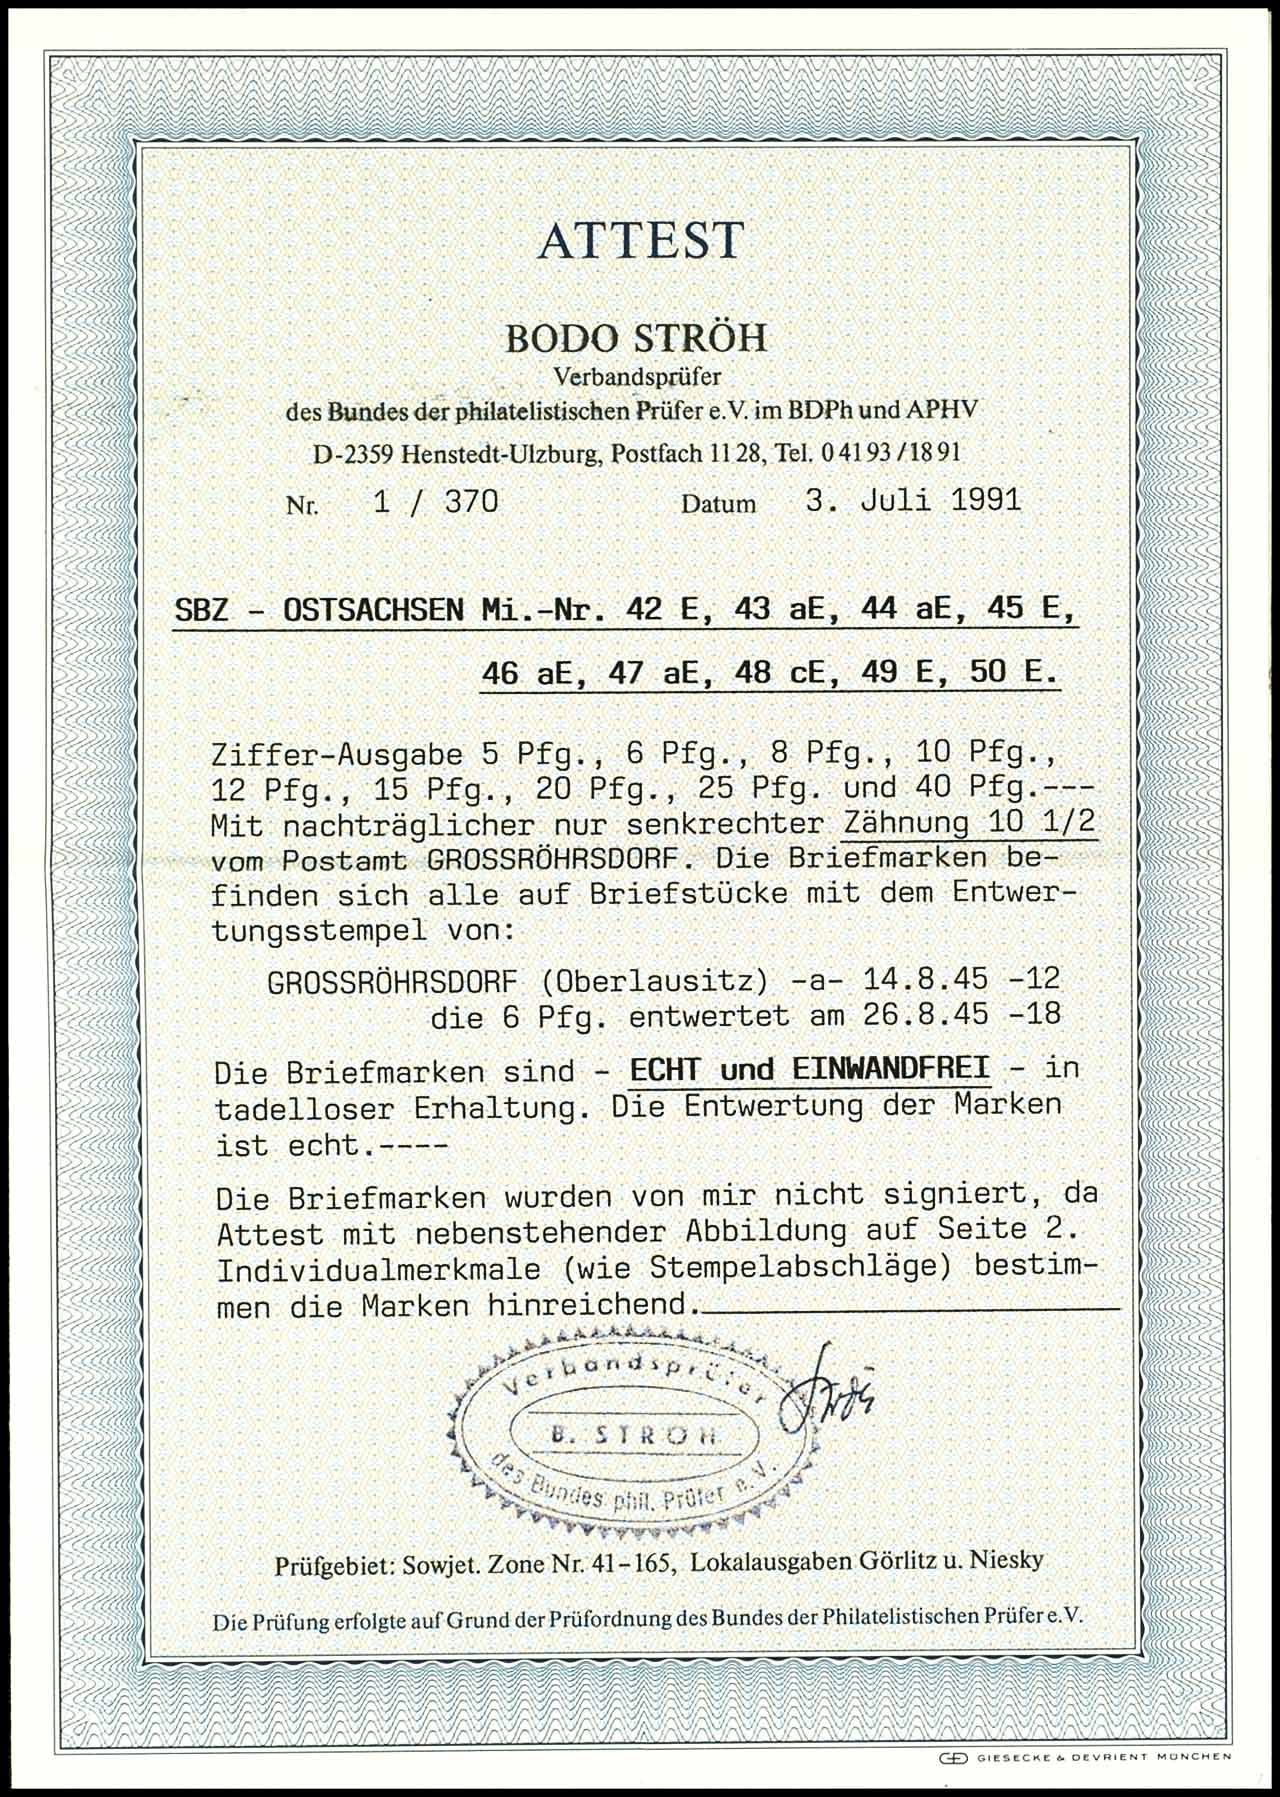 ATTEST
BODO STRÖH
Verbandsprüfer
des Bundes der philatelistischen Prüfer e.V. im BDPh und APHV
D-2359 Henstedt-Ulzburg, Postfach 11 28, Tel. 0 41 93 / 18 91
Nr. 1 / 370 Datum 3. Juli 1991
SBZ - OSTSACHSEN Mi.-Nr. 42 E, 43 aE, 44 aE, 45 E,
46 aE, 47 aE, 48 cE, 49 E, 50 E.
Ziffer-Ausgabe 5 Pfg., 6 Pfg., 8 Pfg., 10 Pfg.,
12 Pfg., 15 Pfg., 20 Pfg., 25 Pfg. und 40 Pfg.---
Mit nachträglicher nur senkrechter Zähnung 10 1/2
vom Postamt GROSSRÖHRSDORF. Die Briefmarken be-
finden sich alle auf Briefstücke mit dem Entwer-
tungsstempel von:
GROSSRÖHRSDORF (Oberlausitz) -a- 14.8.45 -12
die 6 Pfg. entwertet am 26.8.45 -18
Die Briefmarken sind - ECHT und EINWANDFREI - in
tadelloser Erhaltung. Die Entwertung der Marken
ist echt.----
Die Briefmarken wurden von mir nicht signiert, da
Attest mit nebenstehender Abbildung auf Seite 2.
Individualmerkmale (wie Stempelabschläge) bestim-
men die Marken hinreichend.
Verbandsprüfer
B. STRÖH
des Bundes phil. Prüfer e.V.
Ströh
Prüfgebiet: Sowjet. Zone Nr. 41-165, Lokalausgaben Görlitz u. Niesky
Die Prüfung erfolgte auf Grund der Prüfordnung des Bundes der Philatelistischen Prüfer e.V.
GIESECKE & DEVRIENT MÜNCHEN